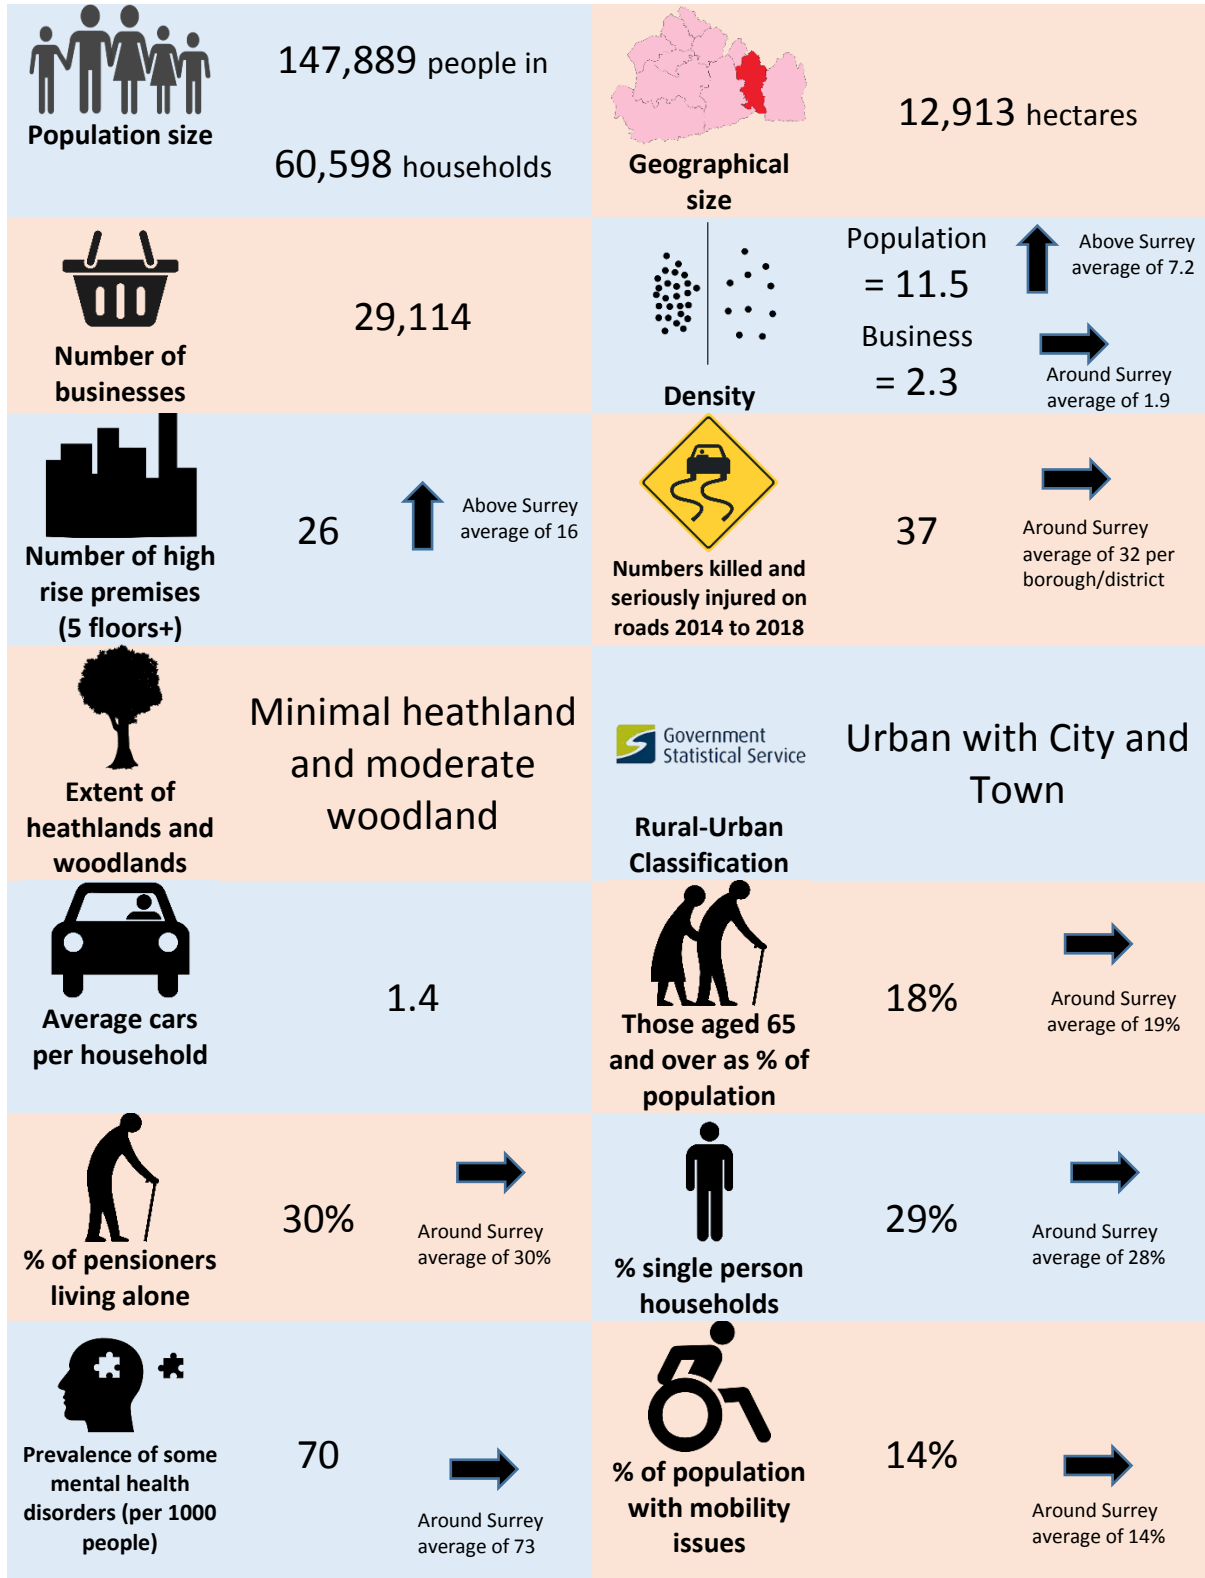 147,889 people in
60,598 households
Population size
12,913 hectares
Geographical
size
29,114
Number of
businesses
Population
= 11.5
Above Surrey
average of 7.2
Business
= 2.3
Around Surrey
average of 1.9
Density
26
Above Surrey
average of 16
Number of high
rise premises
(5 floors+)
37
Around Surrey
average of 32 per
borough/district
Numbers killed and
seriously injured on
roads 2014 to 2018
Minimal heathland
and moderate
woodland
Extent of
heathlands and
woodlands
Government
Statistical Service
Urban with City and
Town
Rural-Urban
Classification
1.4
Average cars
per household
18%
Around Surrey
average of 19%
Those aged 65
and over as % of
population
30%
Around Surrey
average of 30%
% of pensioners
living alone
29%
Around Surrey
average of 28%
% single person
households
70
Around Surrey
average of 73
Prevalence of some
mental health
disorders (per 1000
people)
14%
Around Surrey
average of 14%
% of population
with mobility
issues